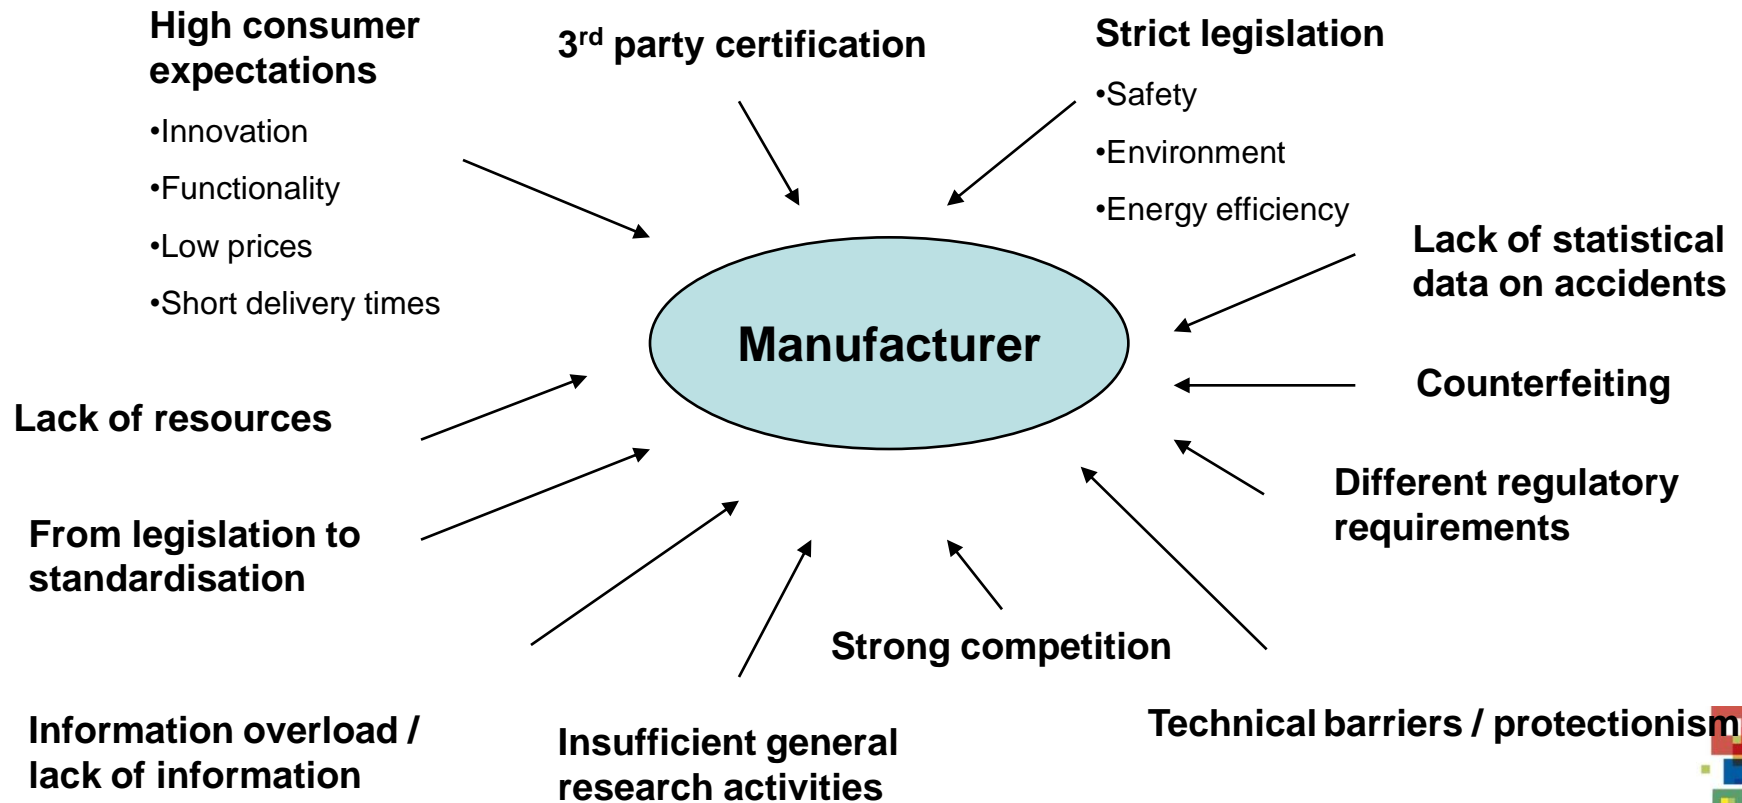 High consumer
expectations
•Innovation
•Functionality
•Low prices
•Short delivery times
3rd party certification
Strict legislation
•Safety
•Environment
•Energy efficiency
Lack of statistical
data on accidents
Manufacturer
Counterfeiting
Lack of resources
Different regulatory
requirements
From legislation to
standardisation
Strong competition
Technical barriers / protectionism
Information overload /
lack of information
Insufficient general
research activities